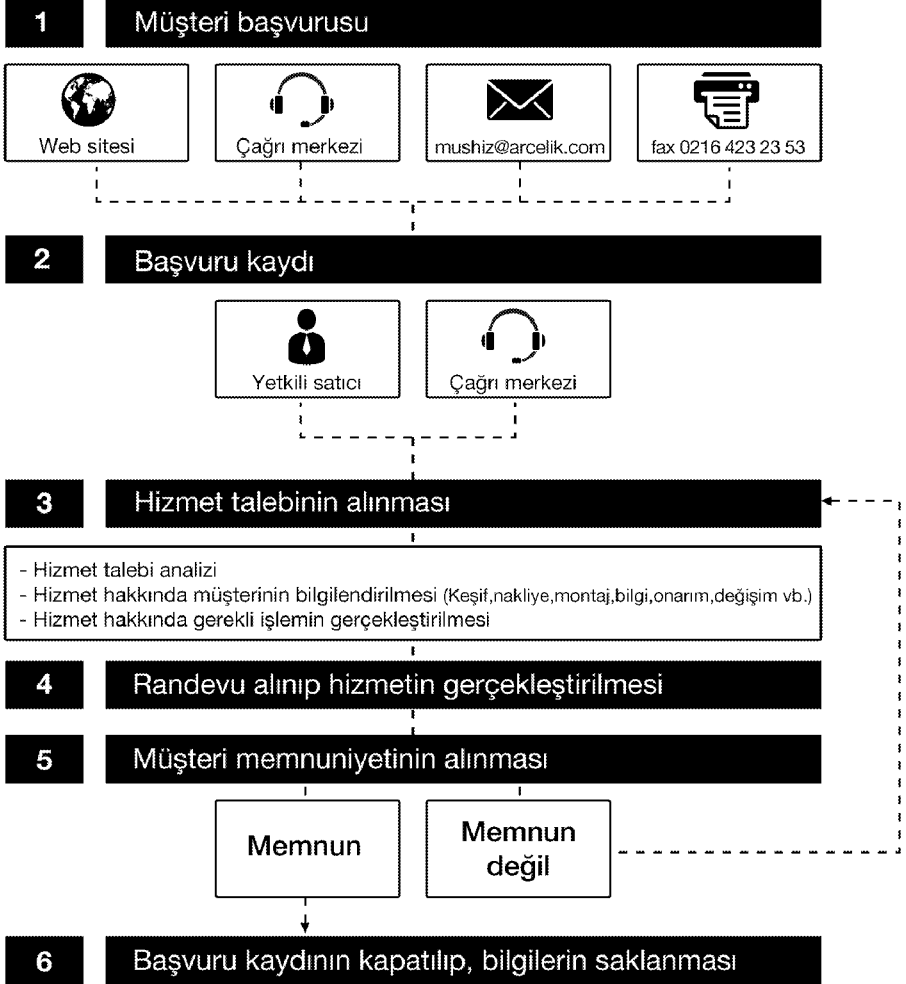 1 Müşteri başvurusu
Web sitesi
Çağrı merkezi
mushiz@arcelik.com
fax 0216 423 23 53
2 Başvuru kaydı
Yetkili satıcı
Çağrı merkezi
3 Hizmet talebinin alınması
- Hizmet talebi analizi
- Hizmet hakkında müşterinin bilgilendirilmesi (Keşif,nakliye,montaj,bilgi,onarım,değişim vb.)
- Hizmet hakkında gerekli işlemin gerçekleştirilmesi
4 Randevu alınıp hizmetin gerçekleştirilmesi
5 Müşteri memnuniyetinin alınması
Memnun
Memnun
değil
6 Başvuru kaydının kapatılıp, bilgilerin saklanması